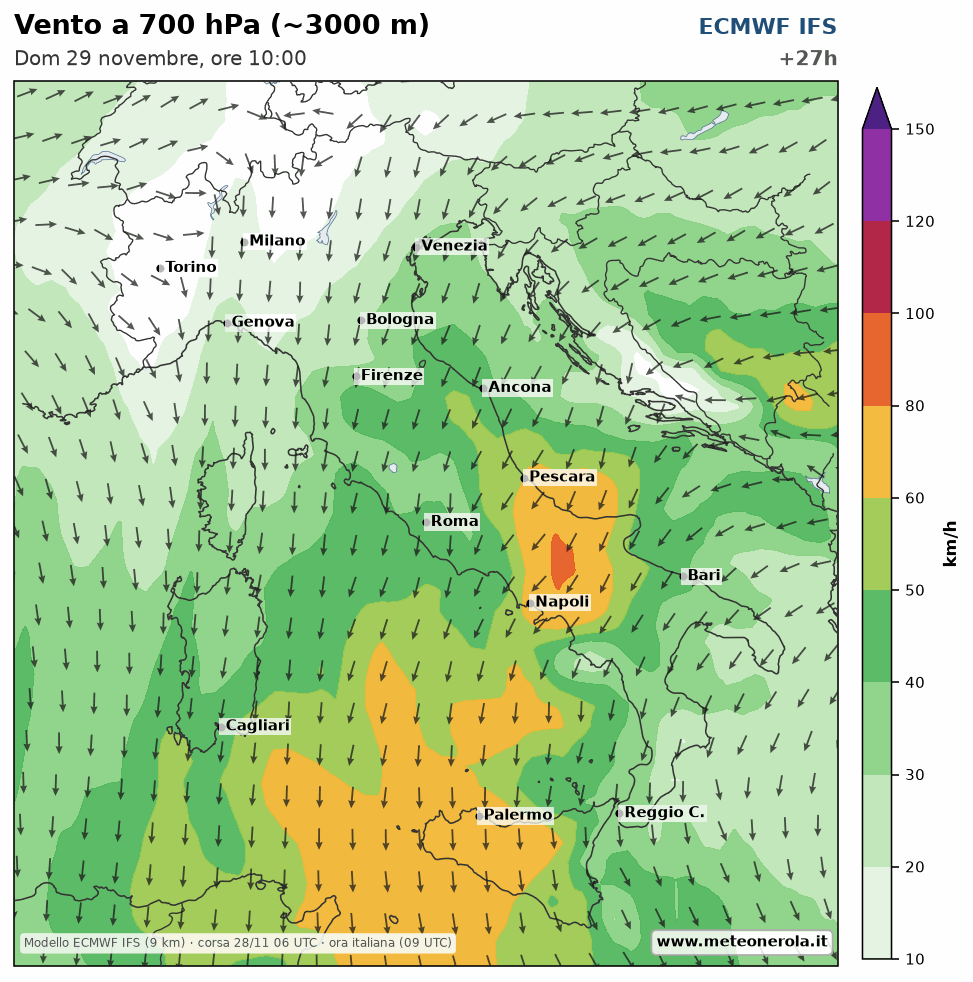 Vento a 700 hPa (~3000 m)
ECMWF IFS
Dom 29 novembre, ore 10:00
+27h
Milano
Venezia
Torino
Genova
Bologna
Firenze
Ancona
Pescara
Roma
Bari
Napoli
Cagliari
Palermo
Reggio C.
150
120
100
80
60
50
40
30
20
10
km/h
Modello ECMWF IFS (9 km) · corsa 28/11 06 UTC · ora italiana (09 UTC)
www.meteonerola.it